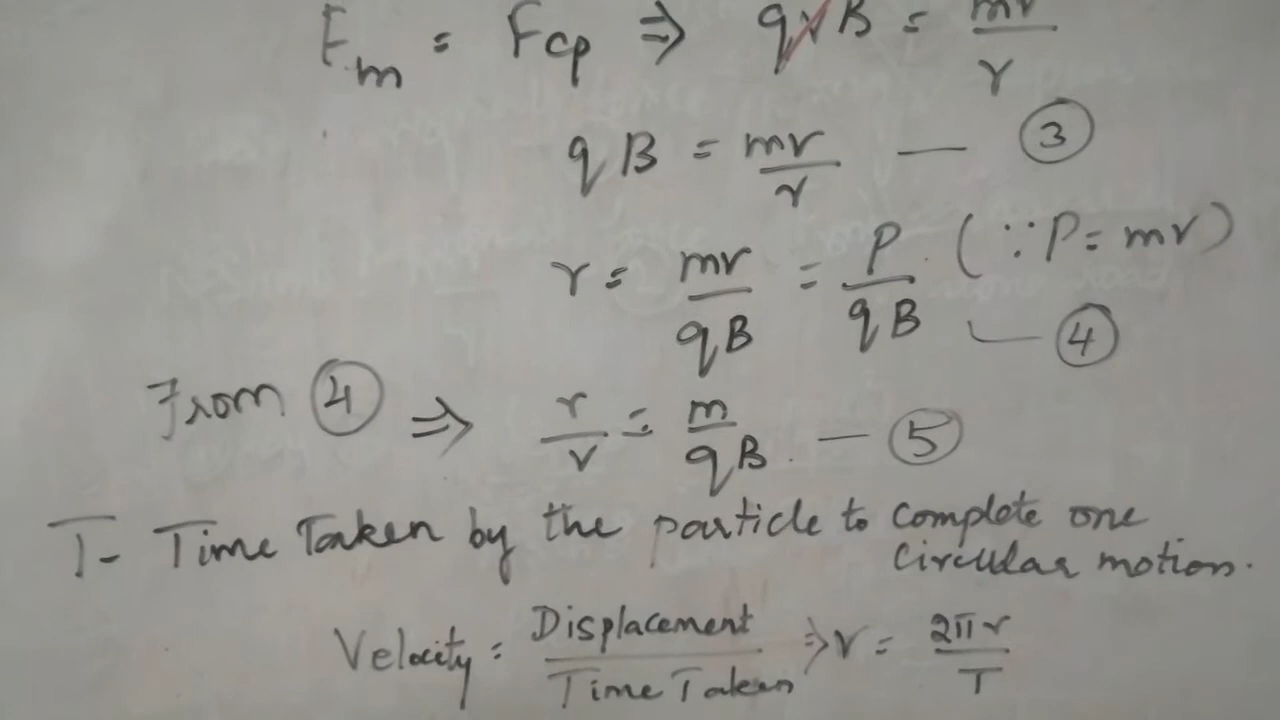 Fm = Fcp ⇒ qvB = mv/r
qB = mv/r — ③
r = mv/qB = P/qB (∵ P = mv) — ④
From ④ ⇒ r/v = m/qB — ⑤
T - Time Taken by the particle to complete one
circular motion.
Velocity = Displacement/Time Taken ⇒ v = 2πr/T